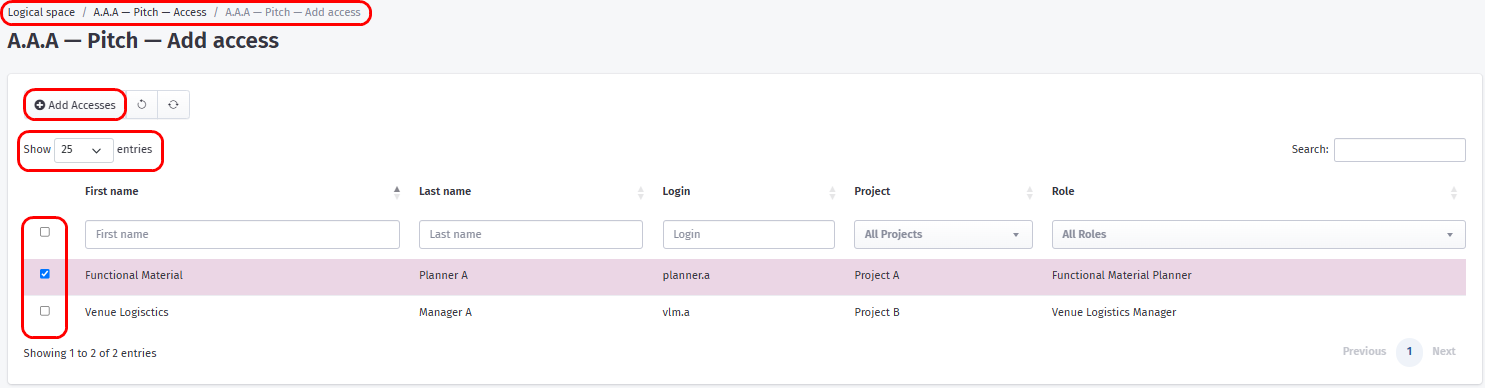 Logical space / A.A.A — Pitch — Access / A.A.A — Pitch — Add access
A.A.A — Pitch — Add access
Add Accesses
Show 25 entries Search:
First name Last name Login Project Role
First name Last name Login All Projects All Roles
Functional Material Planner A planner.a Project A Functional Material Planner
Venue Logisctics Manager A vlm.a Project B Venue Logistics Manager
Showing 1 to 2 of 2 entries Previous 1 Next